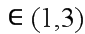 ∈ (1,3)